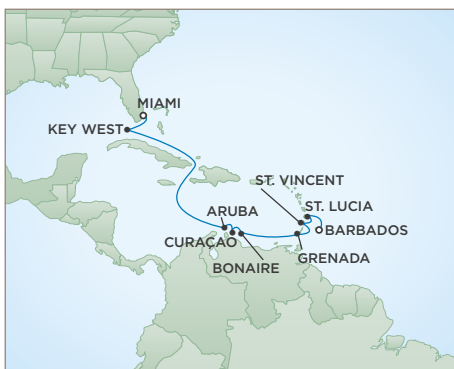 MIAMI
KEY WEST
ST. VINCENT
ST. LUCIA
ARUBA
BARBADOS
CURAÇAO
GRENADA
BONAIRE